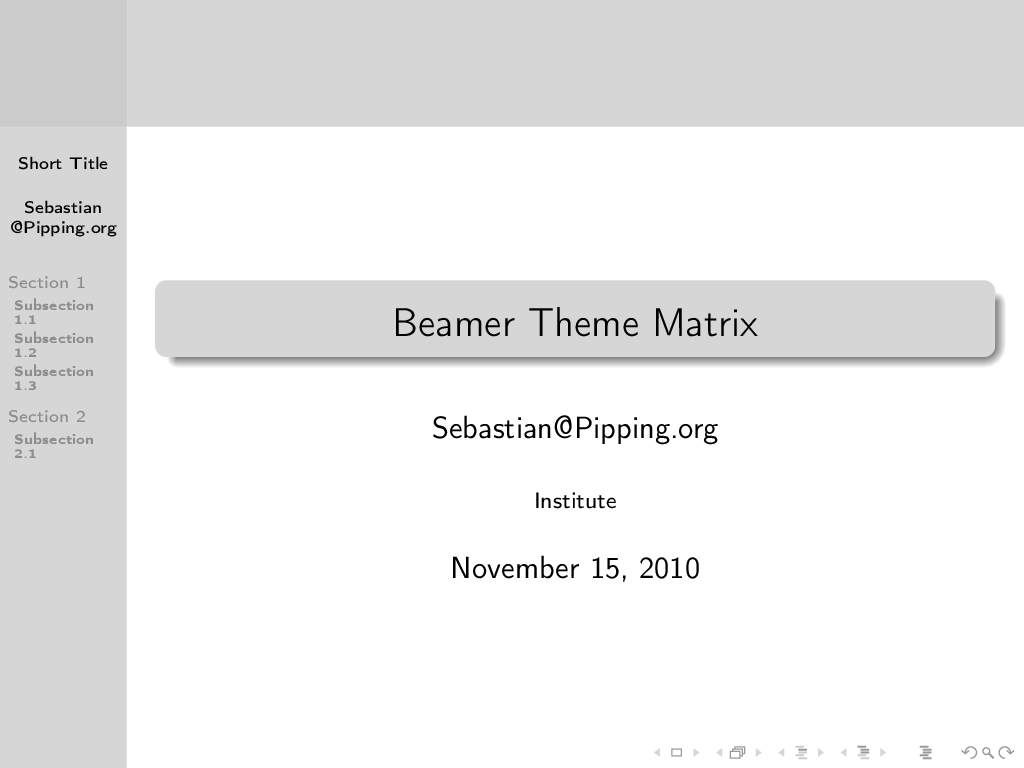 Short Title
Sebastian
@Pipping.org
Section 1
Subsection
1.1
Subsection
1.2
Subsection
1.3
Section 2
Subsection
2.1
Beamer Theme Matrix
Sebastian@Pipping.org
Institute
November 15, 2010